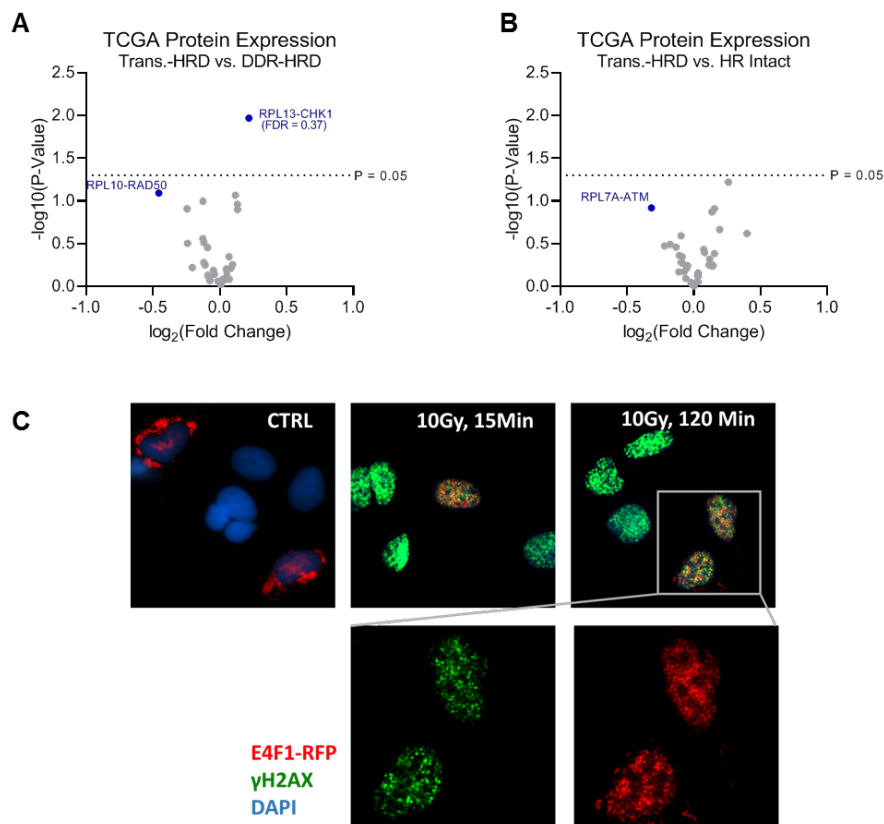 A
TCGA Protein Expression
Trans.-HRD vs. DDR-HRD
2.5
2.0
1.5
1.0
0.5
0.0
-log10(P-Value)
RPL13-CHK1
(FDR = 0.37)
RPL10-RAD50
P = 0.05
-1.0 -0.5 0.0 0.5 1.0
log2(Fold Change)
B
TCGA Protein Expression
Trans.-HRD vs. HR Intact
2.5
2.0
1.5
1.0
0.5
0.0
-log10(P-Value)
RPL7A-ATM
P = 0.05
-1.0 -0.5 0.0 0.5 1.0
log2(Fold Change)
C
CTRL
10Gy, 15Min
10Gy, 120 Min
E4F1-RFP
γH2AX
DAPI